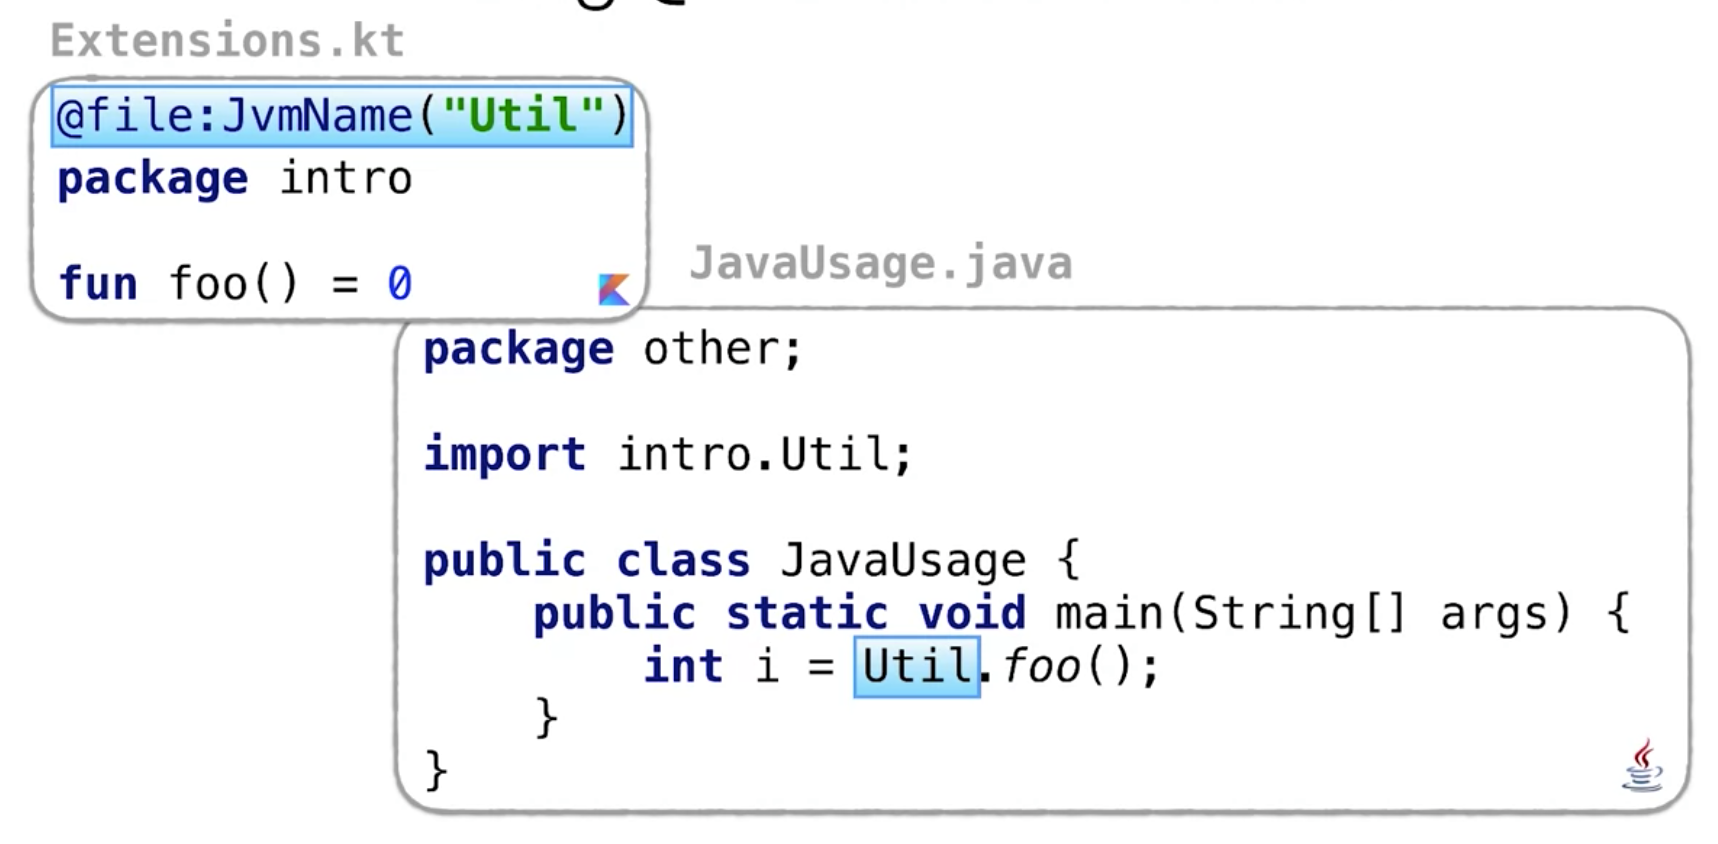 Extensions.kt
@file:JvmName("Util")
package intro
fun foo() = 0
JavaUsage.java
package other;
import intro.Util;
public class JavaUsage {
    public static void main(String[] args) {
        int i = Util.foo();
    }
}